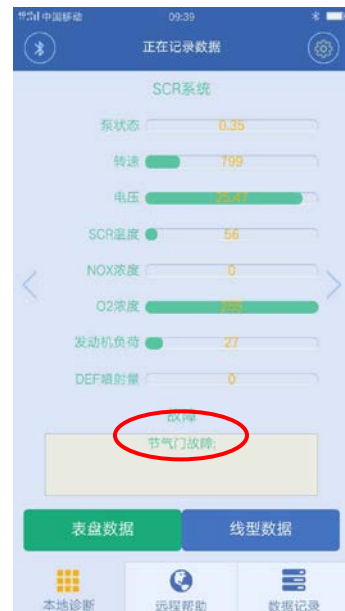 中国移动 09:39
正在记录数据
SCR系统
泵状态 0.35
转速 799
电压
SCR温度 56
NOX浓度 0
O2浓度
发动机负荷 27
DEF喷射量 0
故障
节气门故障;
表盘数据 线型数据
本地诊断 远程帮助 数据记录